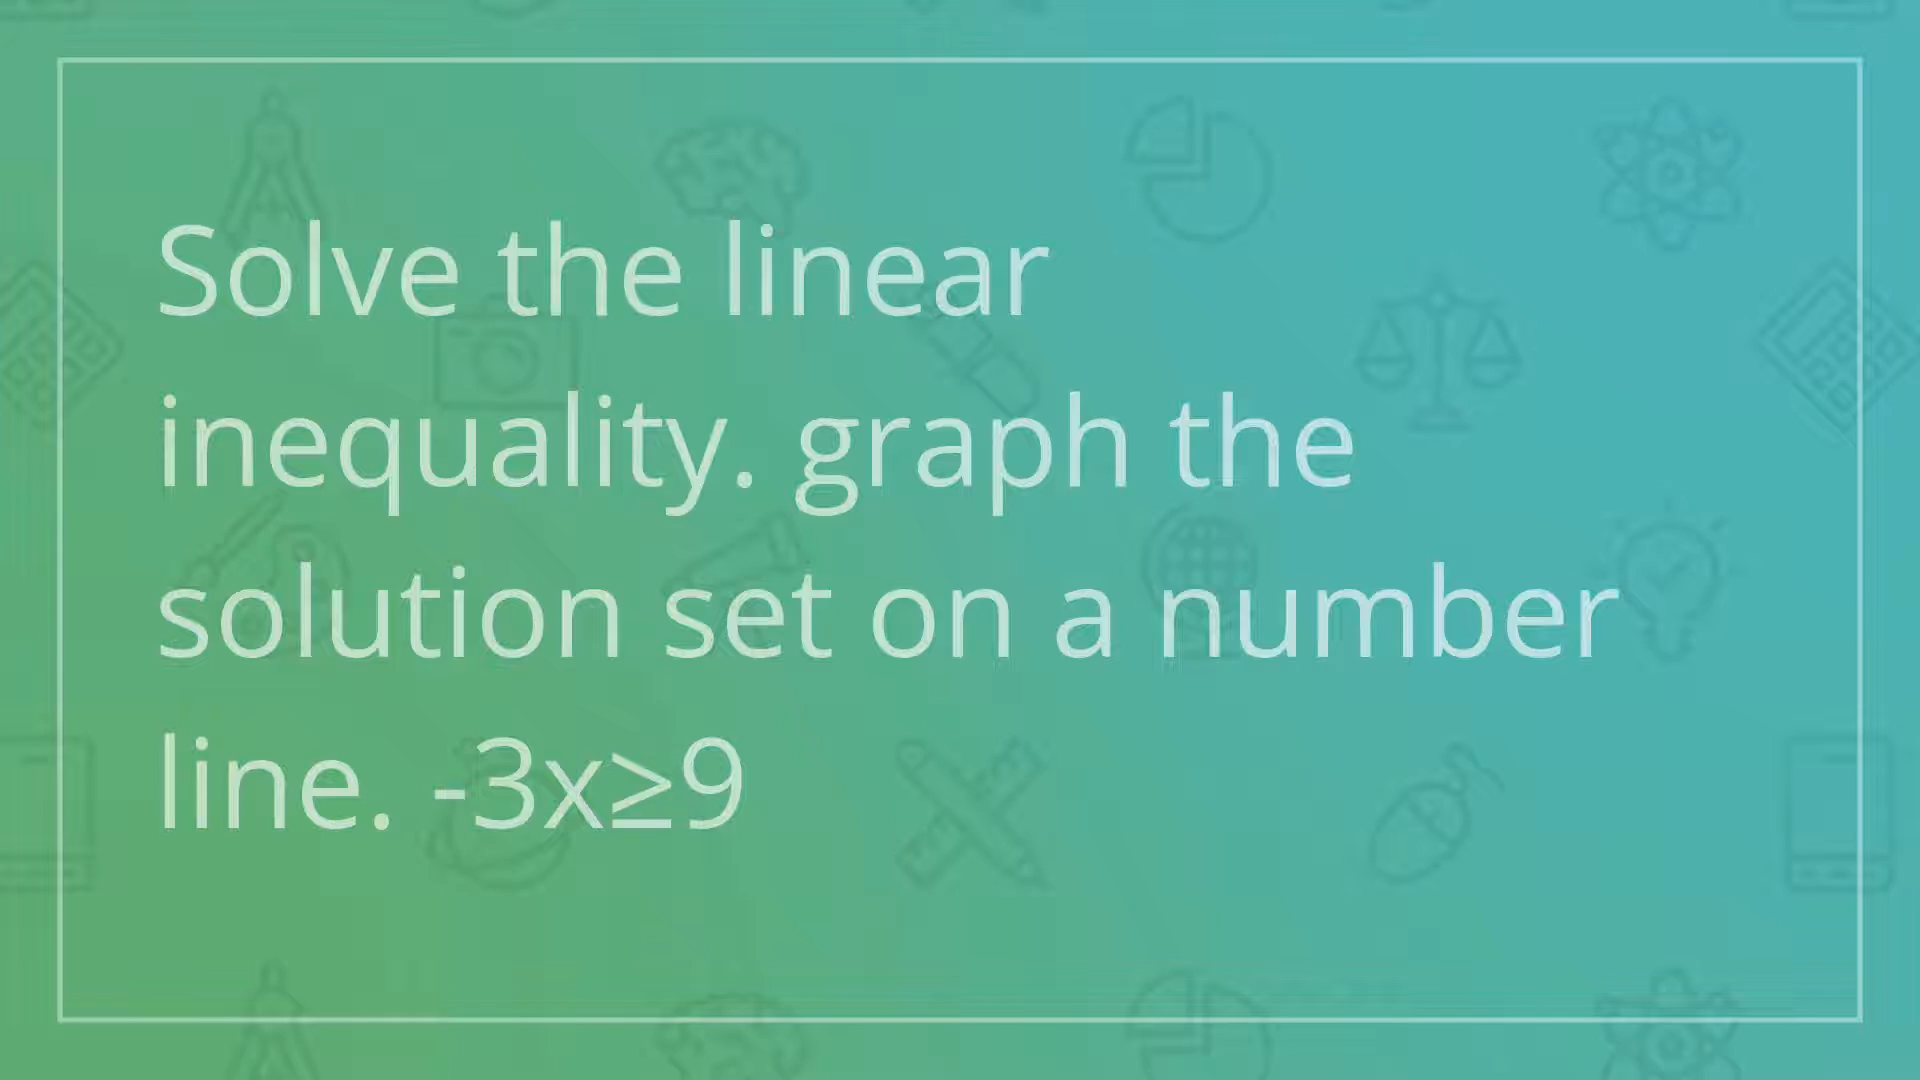 Solve the linear
inequality. graph the
solution set on a number
line. -3x≥9